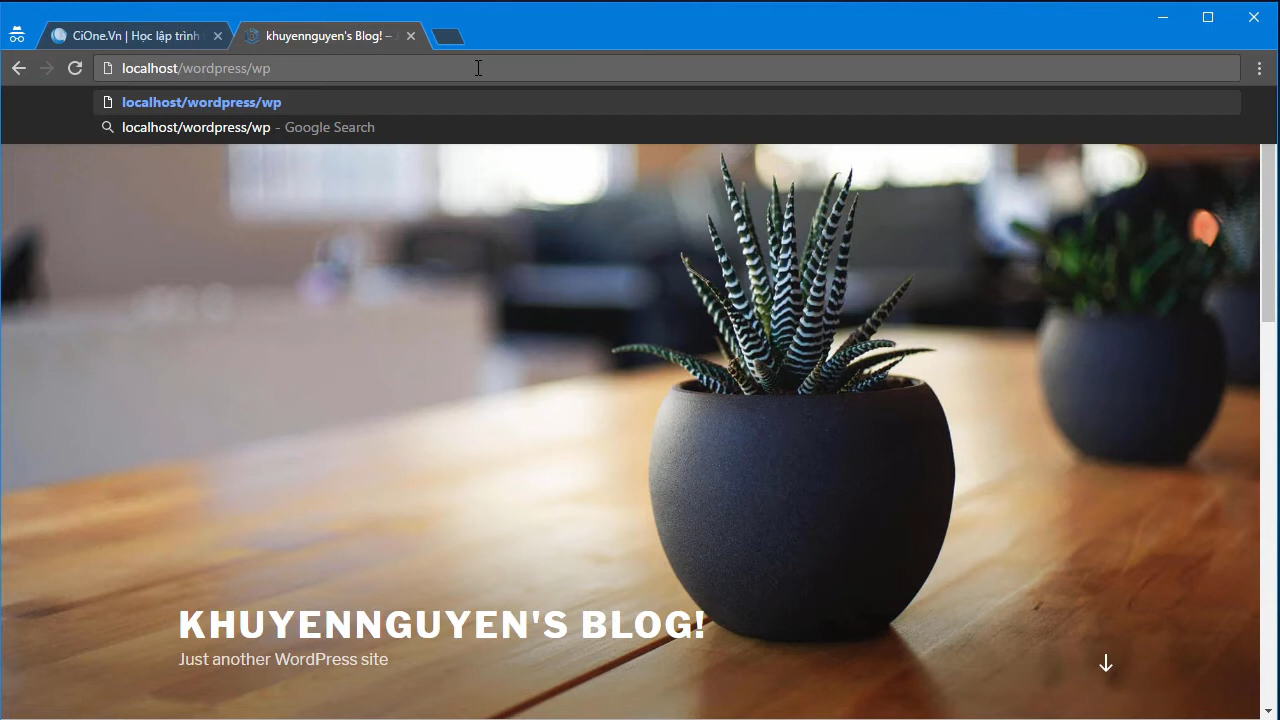 CiOne.Vn | Học lập trình
khuyennguyen's Blog! –
localhost/wordpress/wp
localhost/wordpress/wp
localhost/wordpress/wp - Google Search
KHUYENNGUYEN'S BLOG!
Just another WordPress site